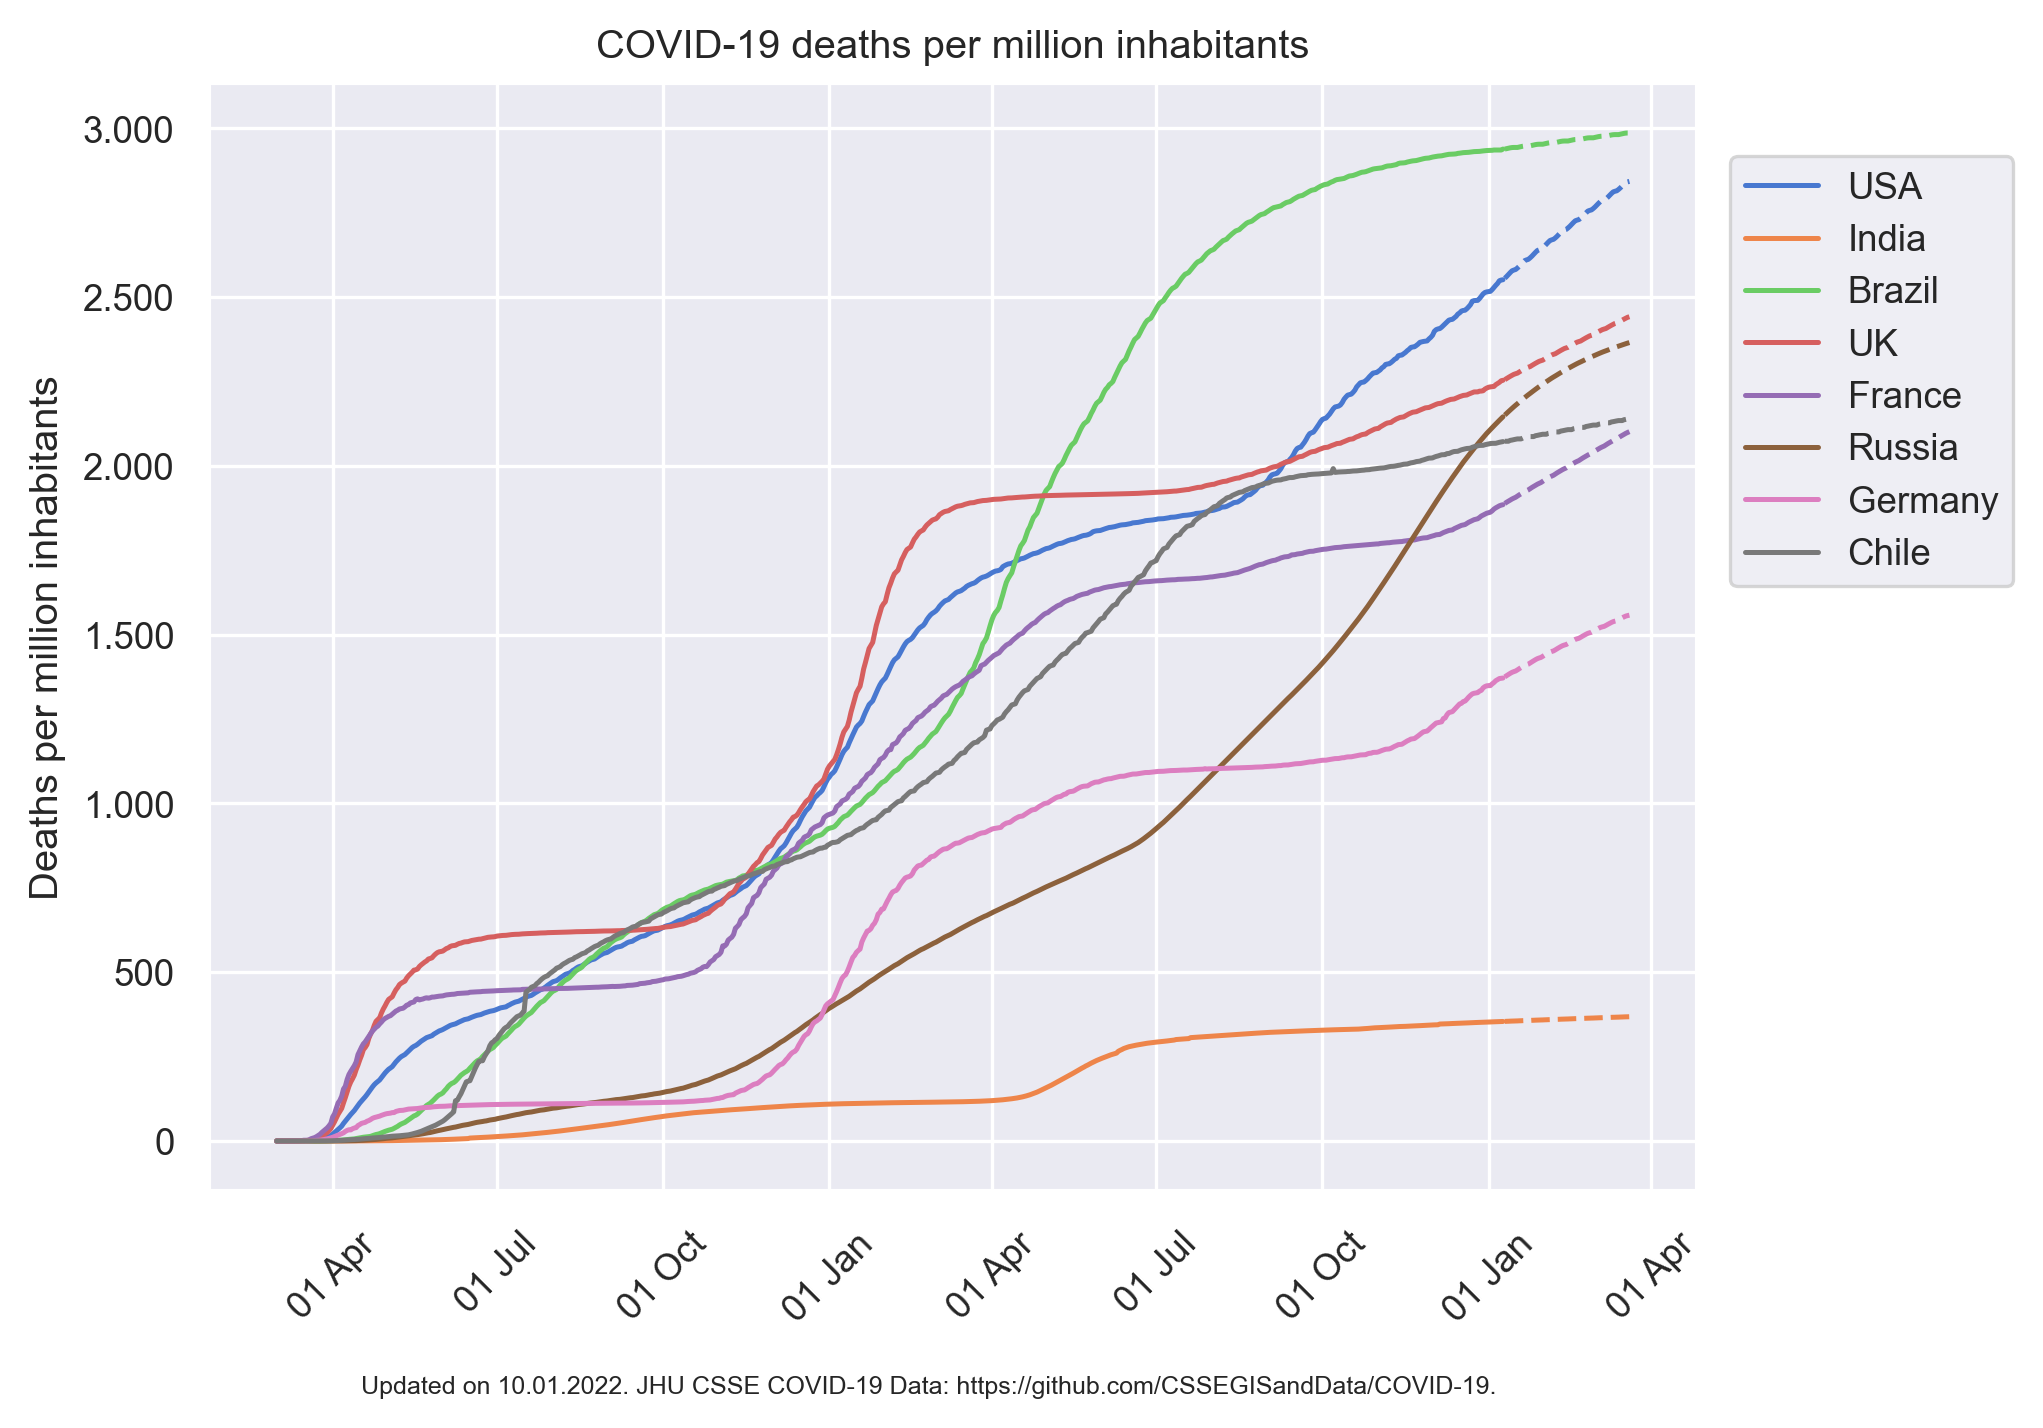 COVID-19 deaths per million inhabitants
Deaths per million inhabitants
3.000
2.500
2.000
1.500
1.000
500
0
01 Apr
01 Jul
01 Oct
01 Jan
01 Apr
01 Jul
01 Oct
01 Jan
01 Apr
USA
India
Brazil
UK
France
Russia
Germany
Chile
Updated on 10.01.2022. JHU CSSE COVID-19 Data: https://github.com/CSSEGISandData/COVID-19.